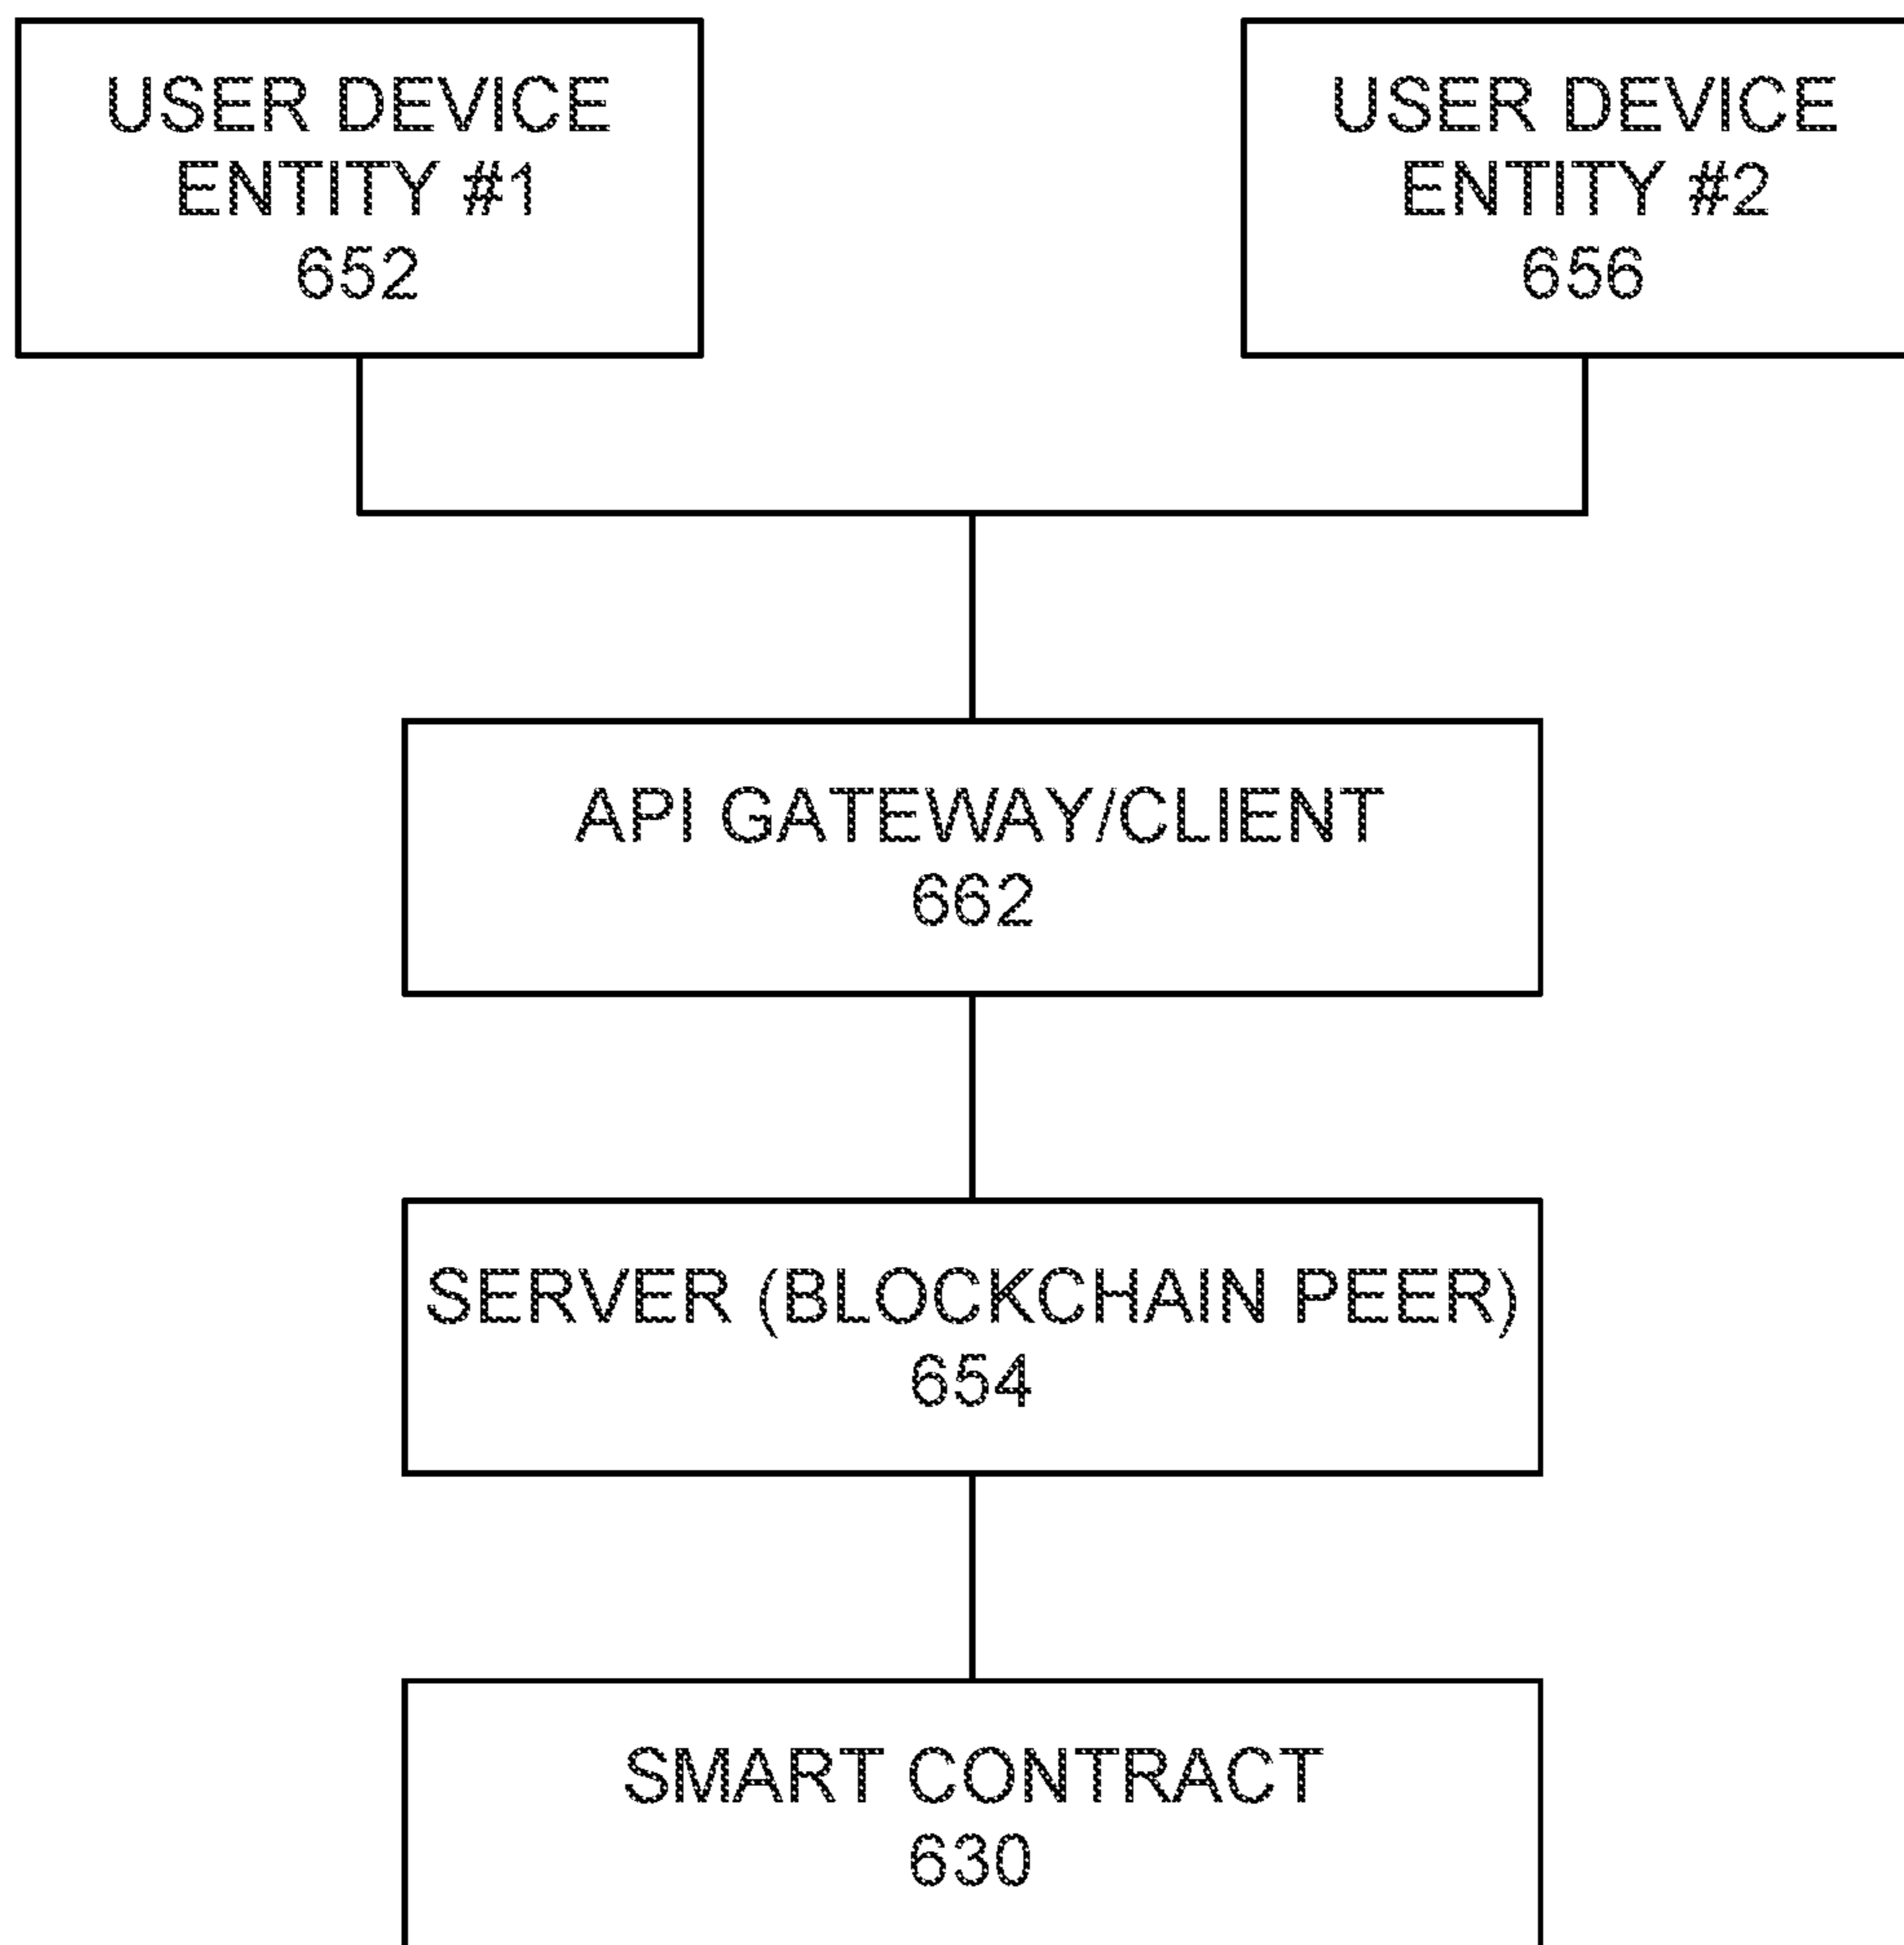 USER DEVICE
ENTITY #1
652
USER DEVICE
ENTITY #2
656
API GATEWAY/CLIENT
662
SERVER (BLOCKCHAIN PEER)
654
SMART CONTRACT
630